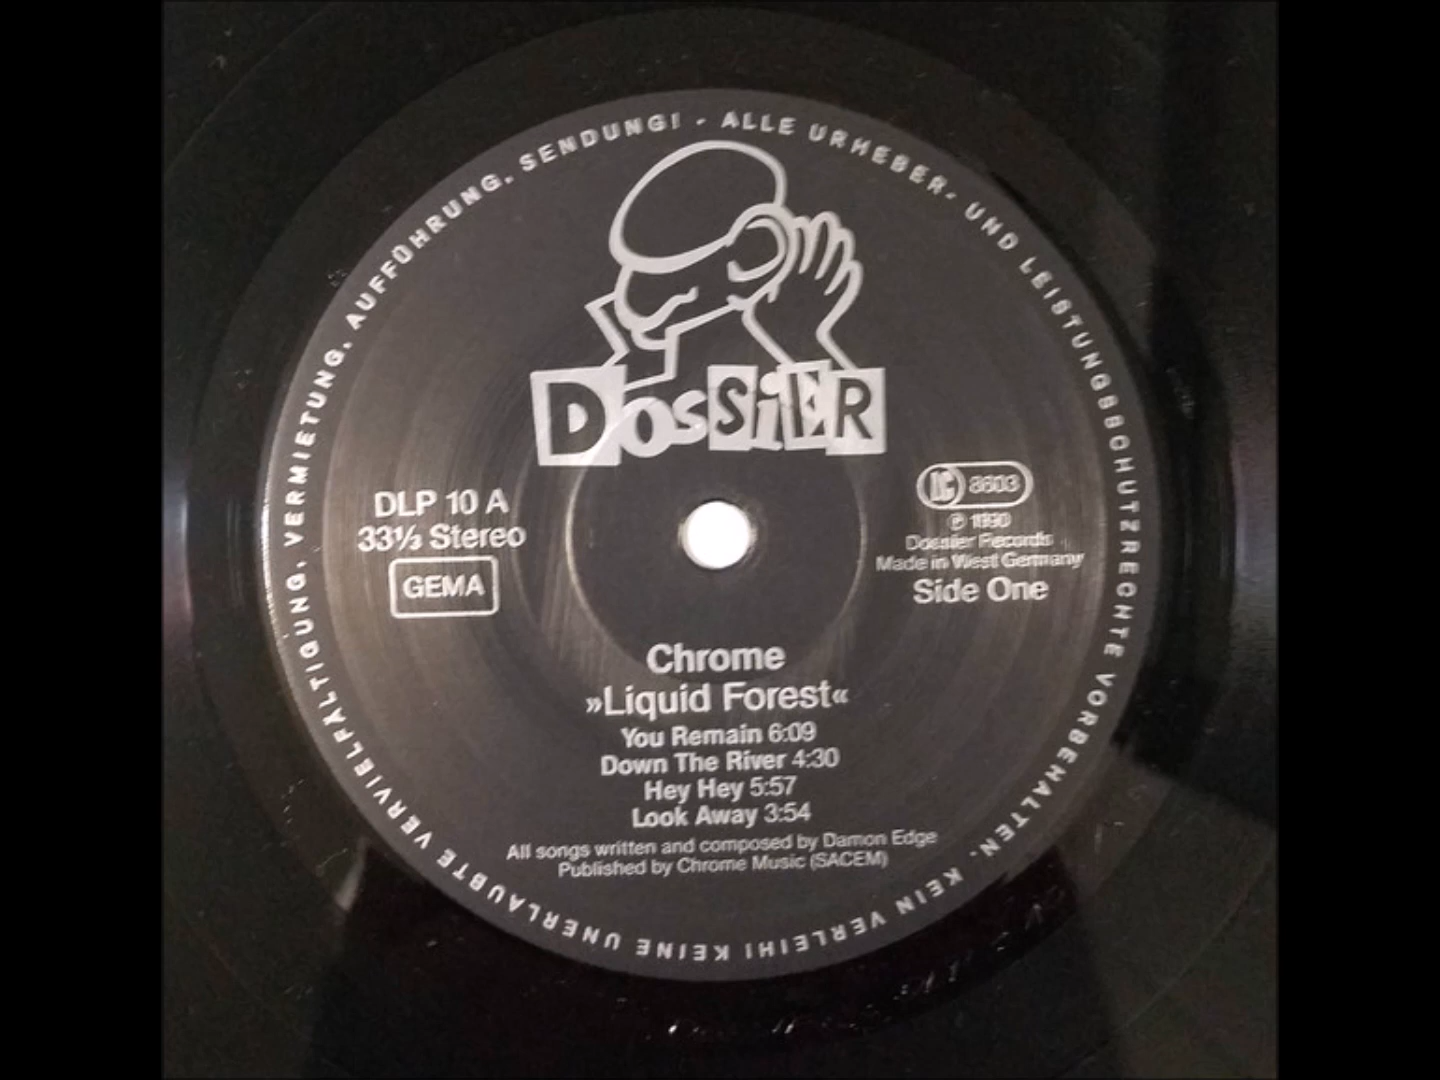 ALLE URHEBER- UND LEISTUNGSSCHUTZRECHTE VORBEHALTEN. KEIN VERLEIH! KEINE UNERLAUBTE VERVIELFÄLTIGUNG, VERMIETUNG, AUFFÜHRUNG, SENDUNG! -
DOSSIER
DLP 10 A
33⅓ Stereo
GEMA
LC 8603
℗ 1990
Dossier Records
Made in West Germany
Side One
Chrome
»Liquid Forest«
You Remain 6:09
Down The River 4:30
Hey Hey 5:57
Look Away 3:54
All songs written and composed by Damon Edge
Published by Chrome Music (SACEM)